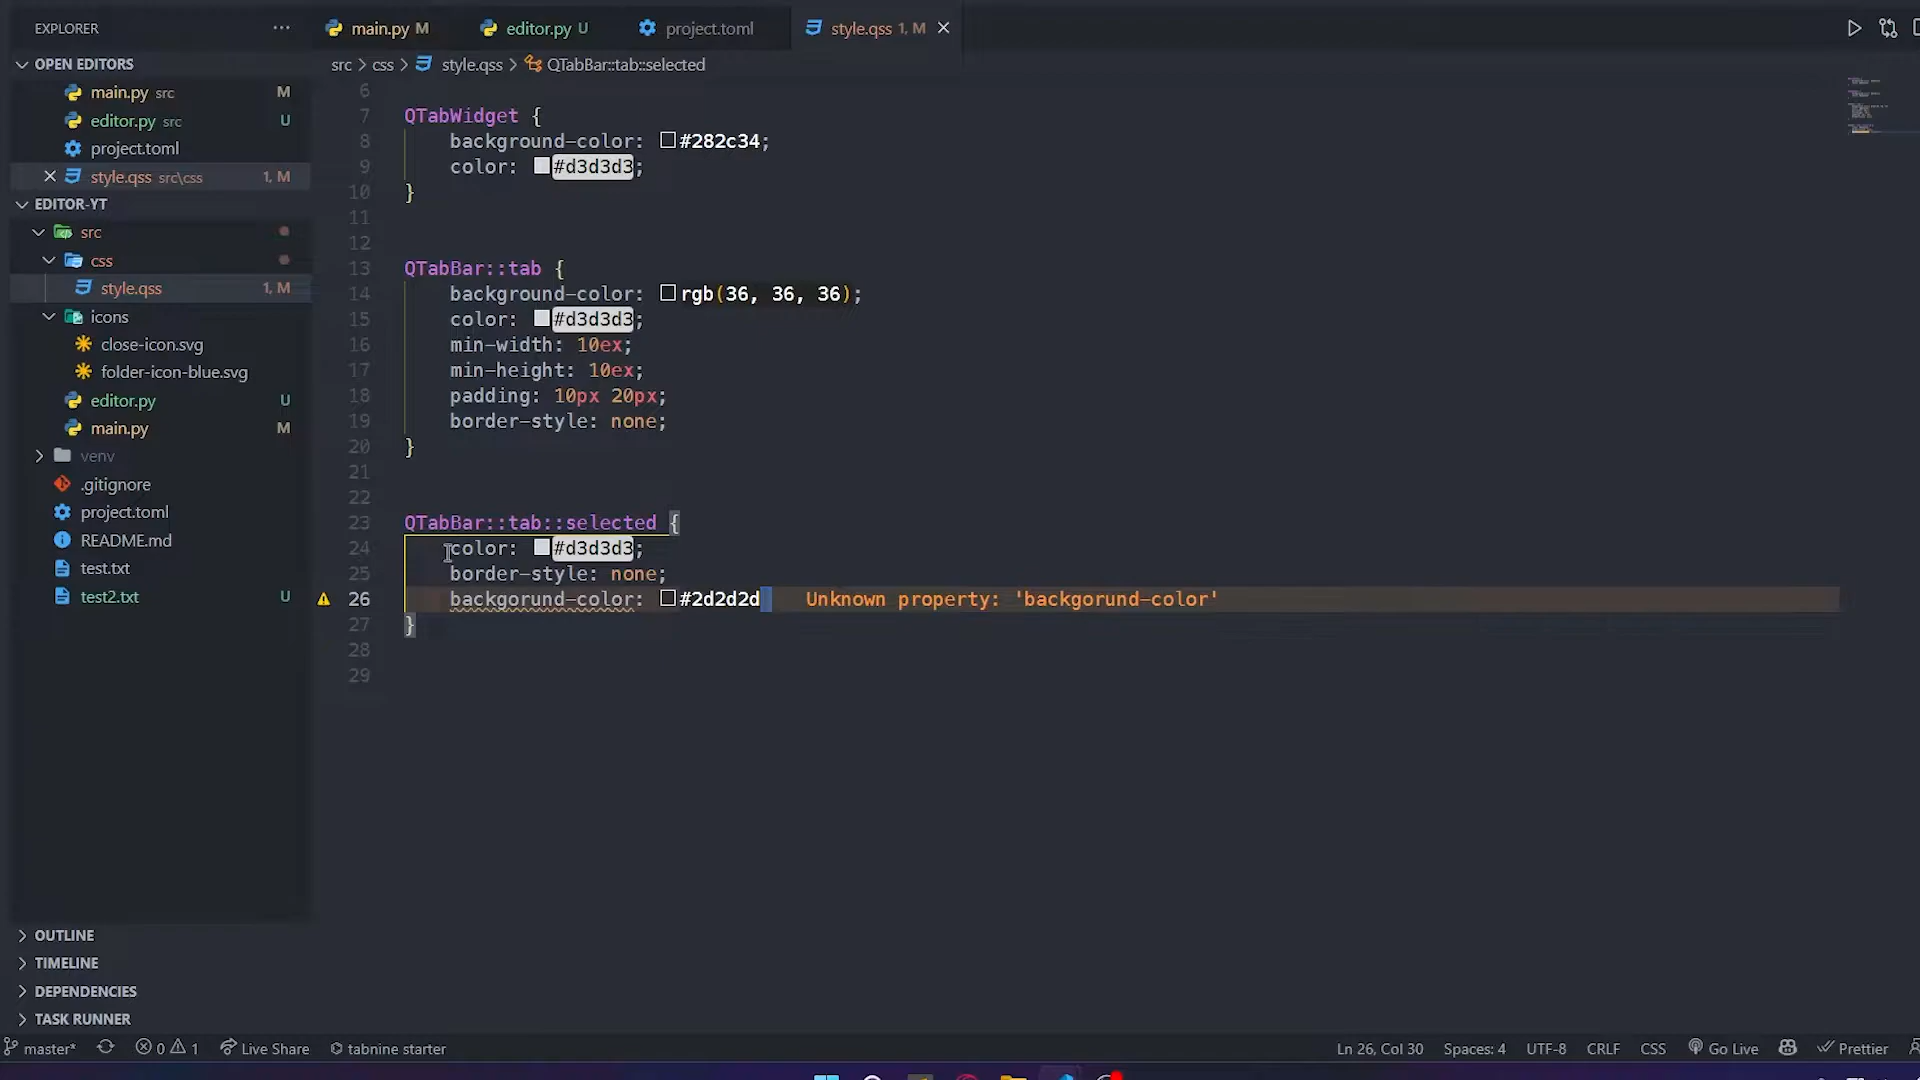 EXPLORER
main.py M
editor.py U
project.toml
style.qss 1, M
OPEN EDITORS
main.py src M
editor.py src U
project.toml
style.qss src\css 1, M
EDITOR-YT
src
css
style.qss 1, M
icons
close-icon.svg
folder-icon-blue.svg
editor.py U
main.py M
venv
.gitignore
project.toml
README.md
test.txt
test2.txt U
OUTLINE
TIMELINE
DEPENDENCIES
TASK RUNNER
src > css > style.qss > QTabBar::tab::selected
6
7 QTabWidget {
8 background-color: #282c34;
9 color: #d3d3d3;
10 }
11
12
13 QTabBar::tab {
14 background-color: rgb(36, 36, 36);
15 color: #d3d3d3;
16 min-width: 10ex;
17 min-height: 10ex;
18 padding: 10px 20px;
19 border-style: none;
20 }
21
22
23 QTabBar::tab::selected {
24 color: #d3d3d3;
25 border-style: none;
26 backgorund-color: #2d2d2d Unknown property: 'backgorund-color'
27 }
28
29
master* 0 1 Live Share tabnine starter Ln 26, Col 30 Spaces: 4 UTF-8 CRLF CSS Go Live Prettier